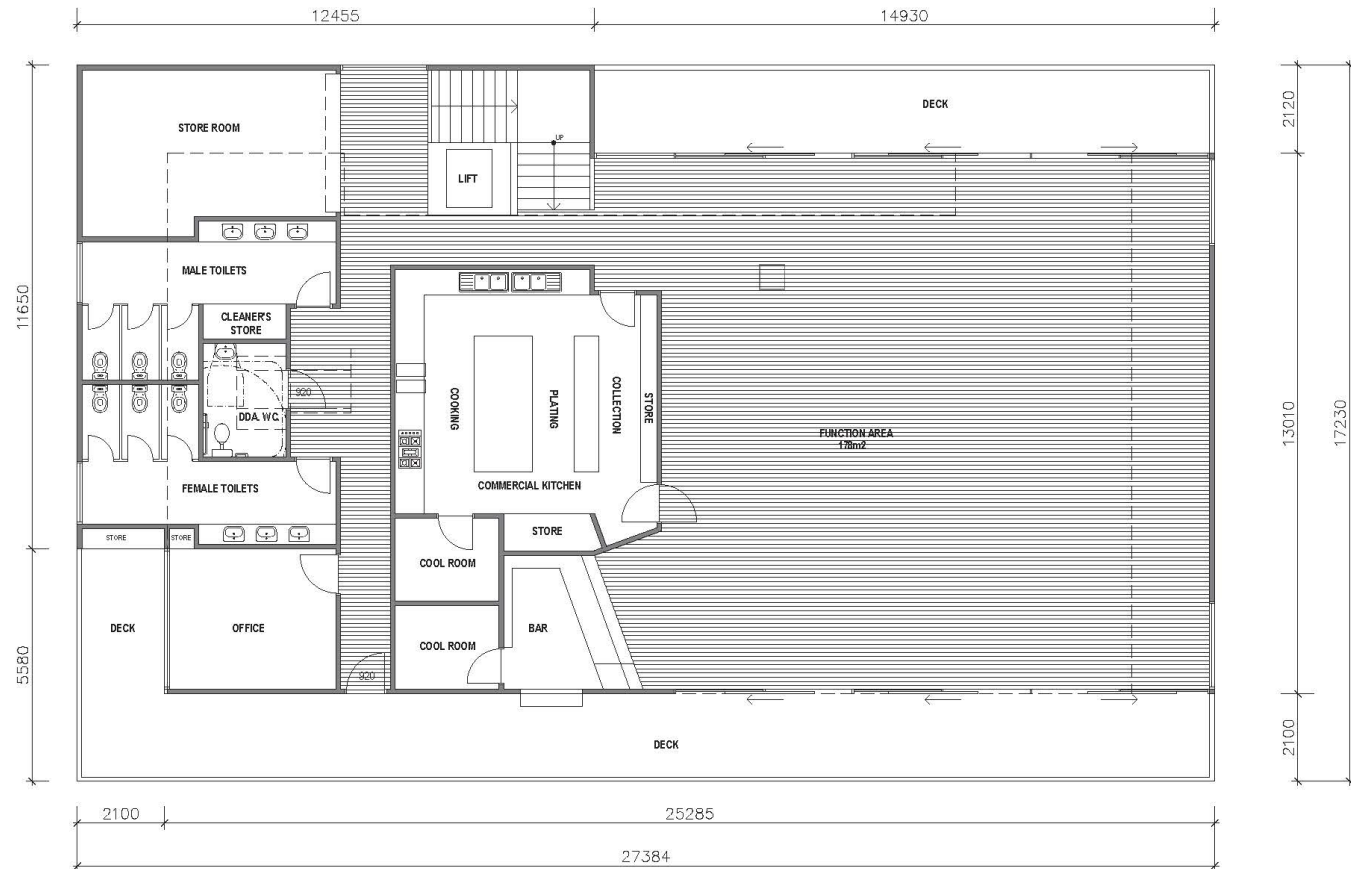 12455
14930
DECK
2120
STORE ROOM
UP
LIFT
MALE TOILETS
11650
CLEANER'S
STORE
920
DDA. WC.
COOKING
PLATING
COLLECTION
STORE
FUNCTION AREA
178m2
13010
17230
COMMERCIAL KITCHEN
FEMALE TOILETS
STORE
STORE
STORE
COOL ROOM
DECK
OFFICE
BAR
COOL ROOM
5580
920
DECK
2100
2100
25285
27384